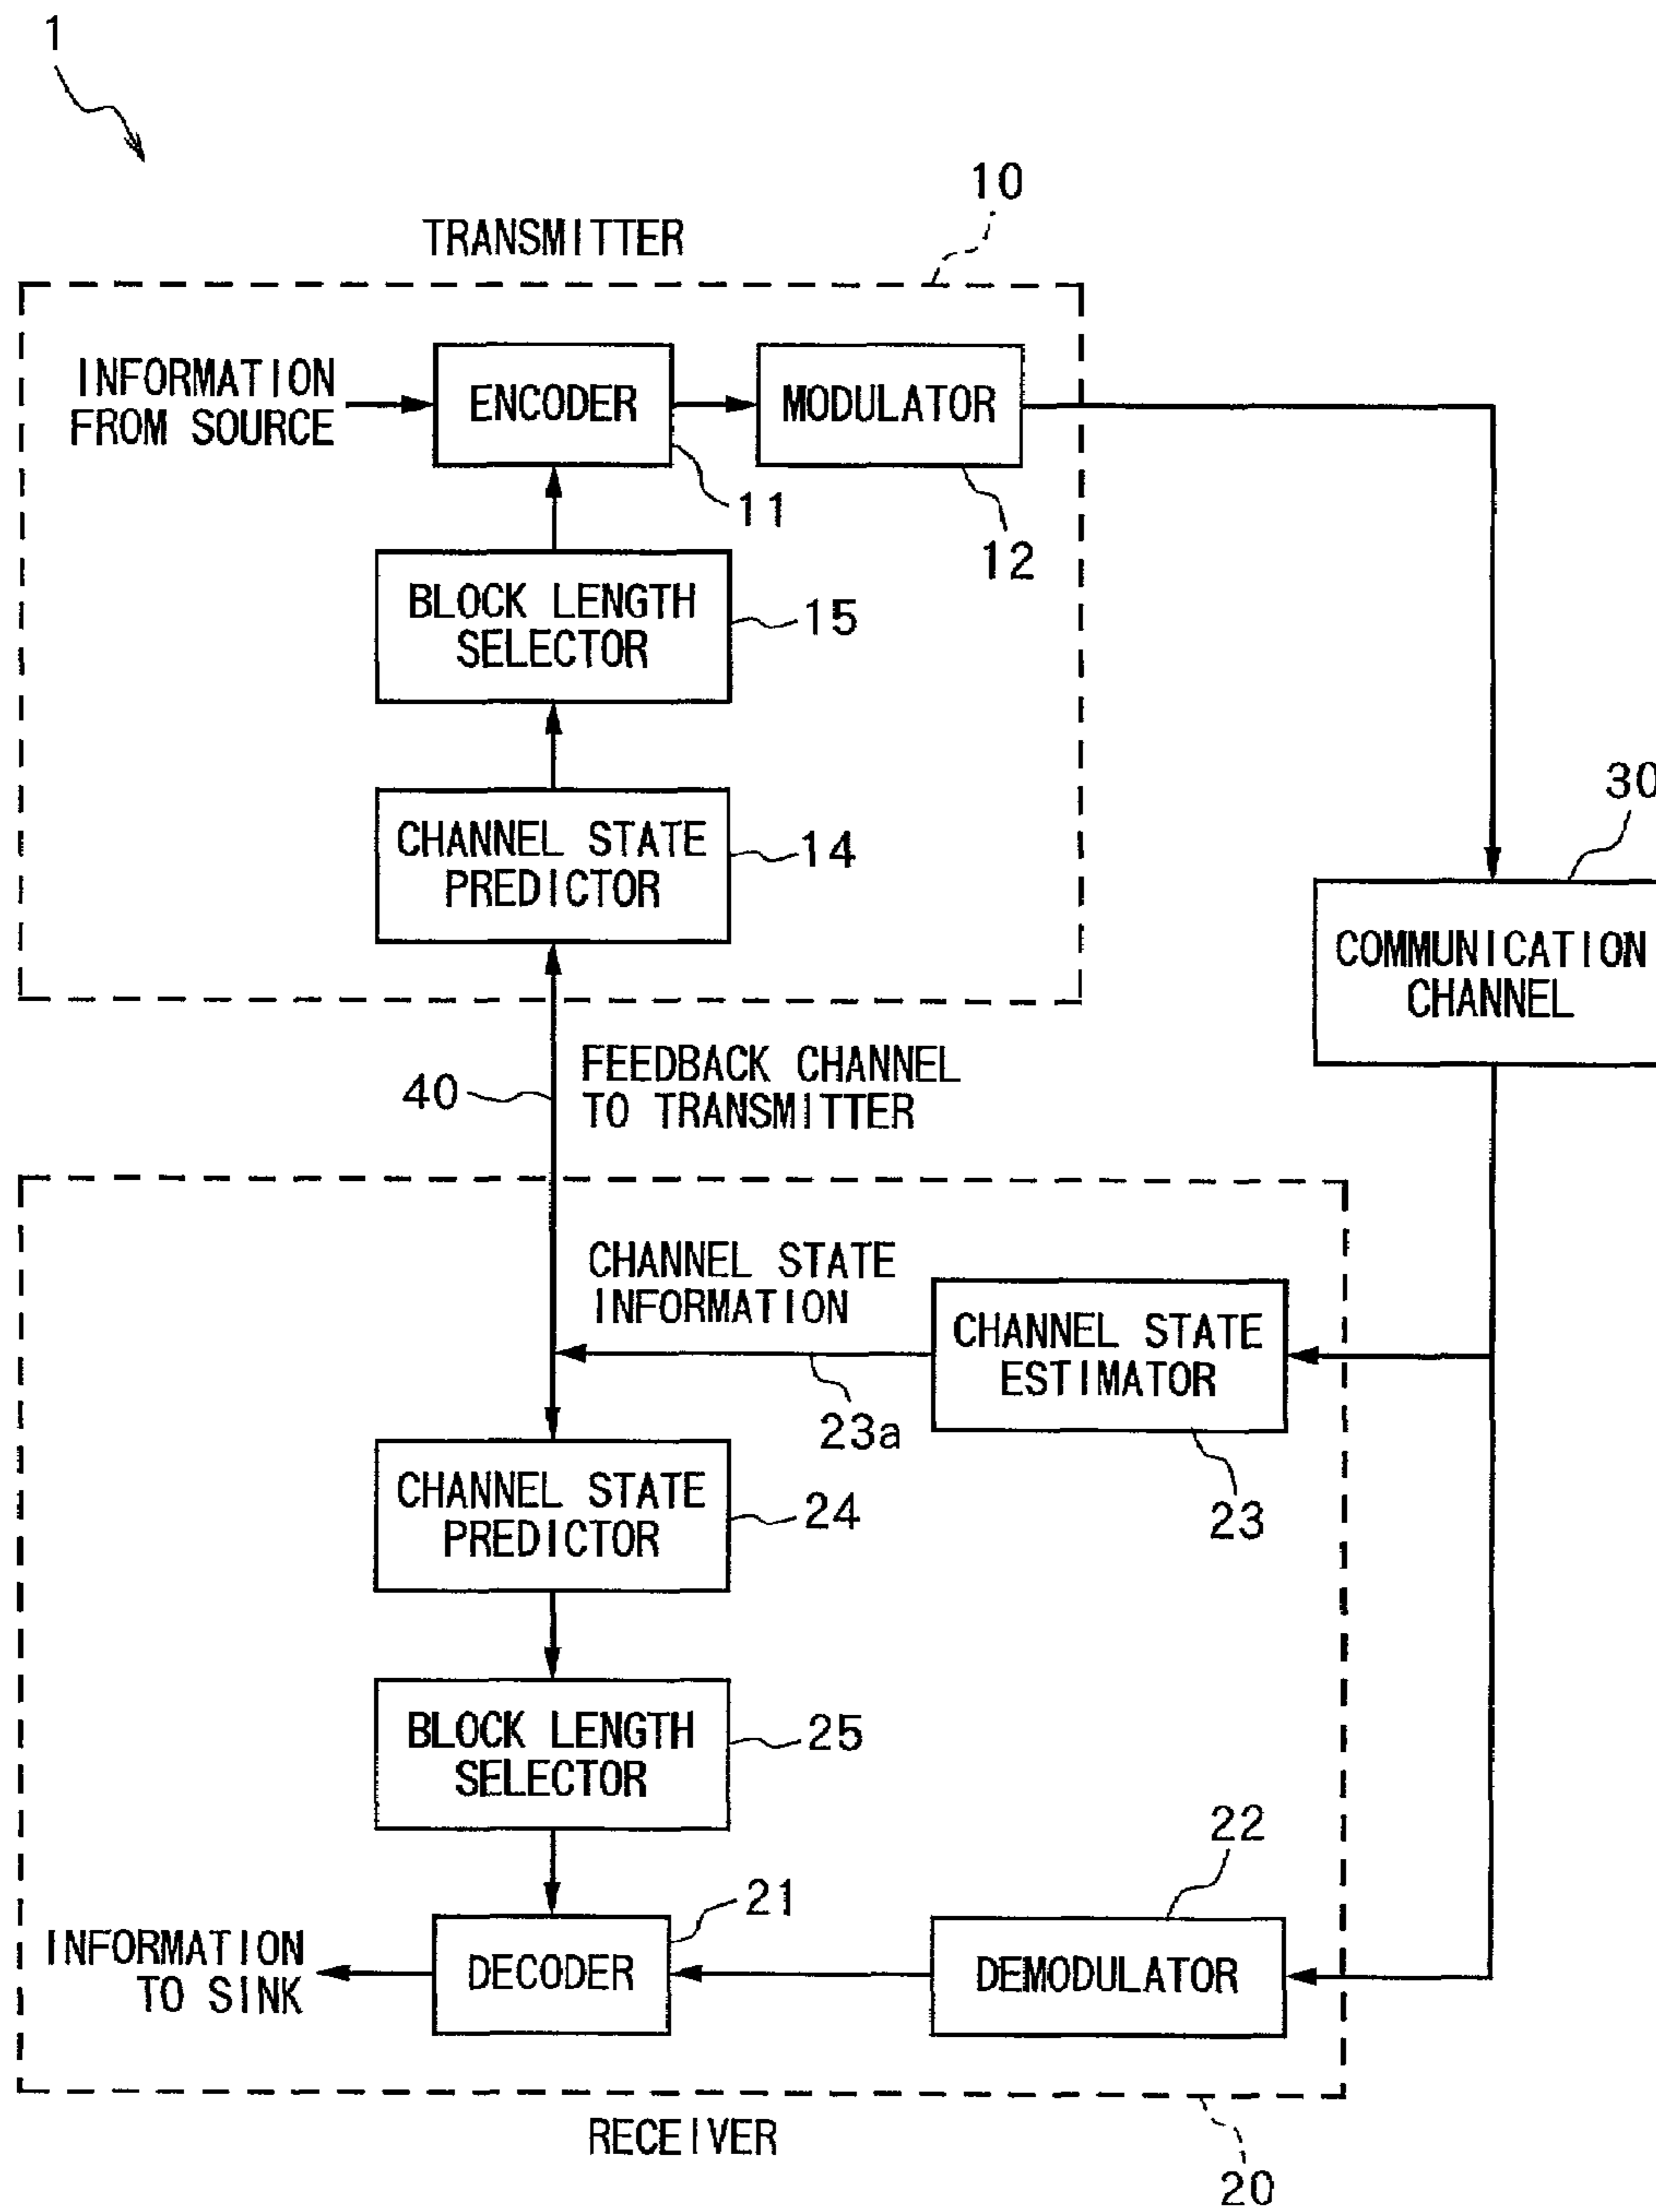 1
10
TRANSMITTER
INFORMATION
FROM SOURCE
ENCODER
MODULATOR
11
12
BLOCK LENGTH
SELECTOR
15
CHANNEL STATE
PREDICTOR
14
30
COMMUNICATION
CHANNEL
40
FEEDBACK CHANNEL
TO TRANSMITTER
CHANNEL STATE
INFORMATION
CHANNEL STATE
ESTIMATOR
23a
23
CHANNEL STATE
PREDICTOR
24
BLOCK LENGTH
SELECTOR
25
22
21
INFORMATION
TO SINK
DECODER
DEMODULATOR
RECEIVER
20